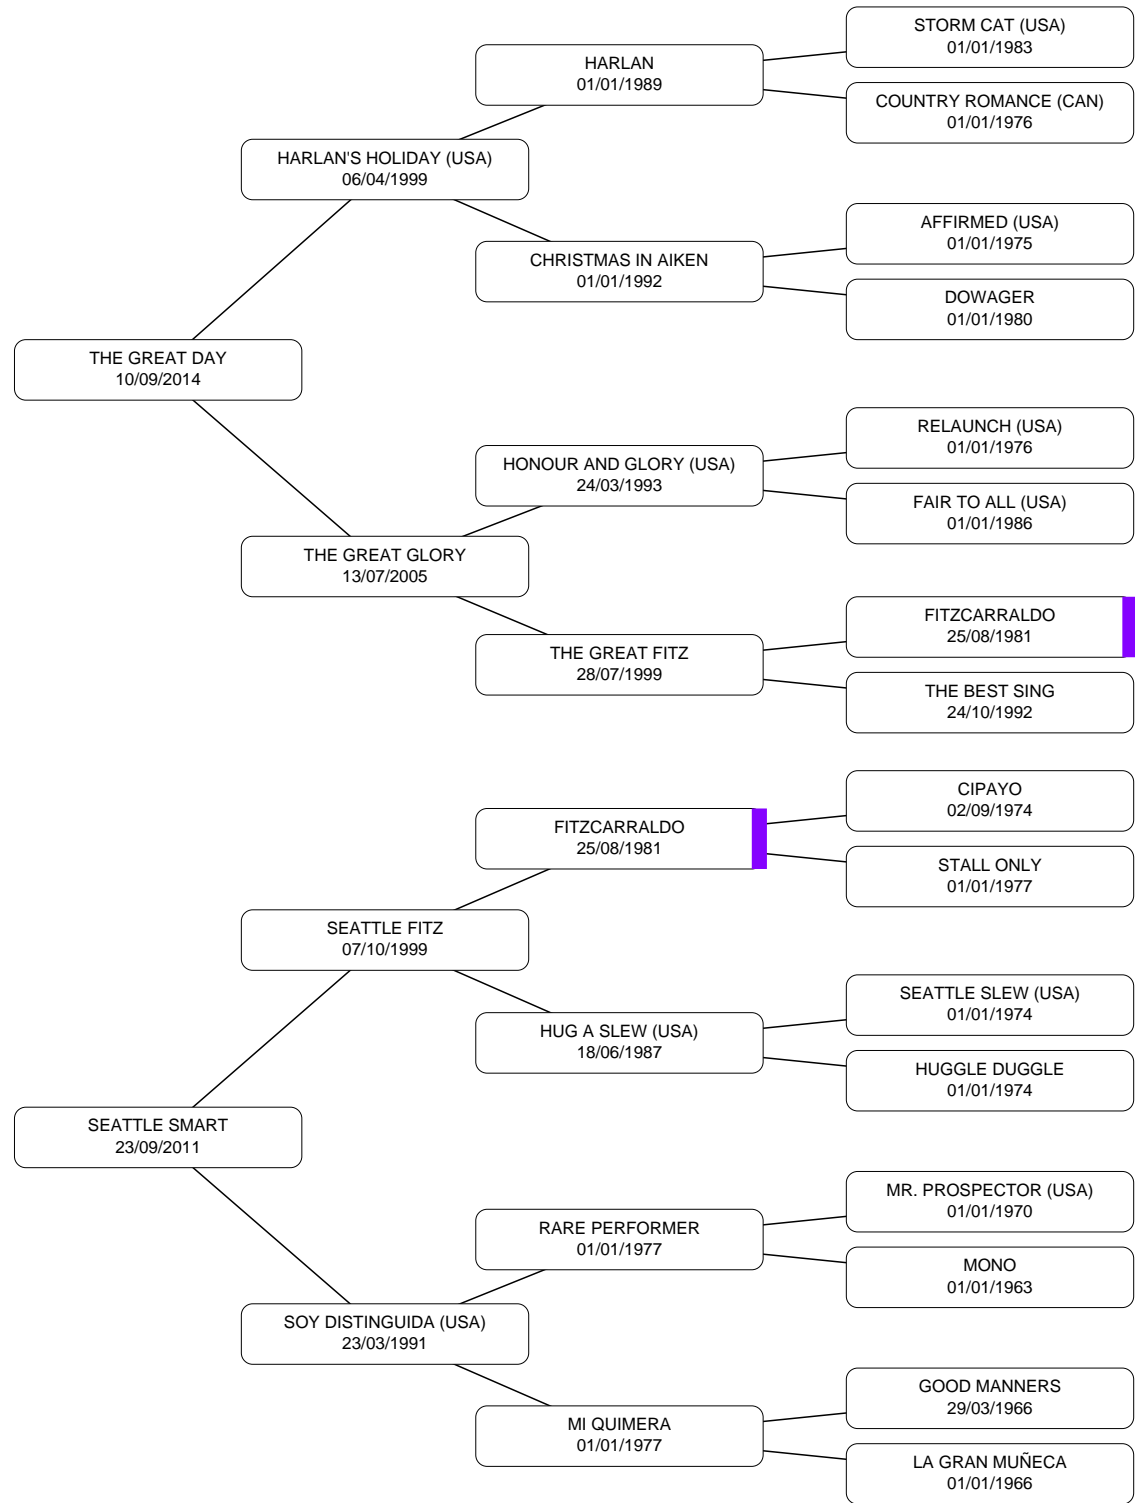 STORM CAT (USA)
01/01/1983
HARLAN
01/01/1989
COUNTRY ROMANCE (CAN)
01/01/1976
HARLAN'S HOLIDAY (USA)
06/04/1999
AFFIRMED (USA)
01/01/1975
CHRISTMAS IN AIKEN
01/01/1992
DOWAGER
01/01/1980
THE GREAT DAY
10/09/2014
RELAUNCH (USA)
01/01/1976
HONOUR AND GLORY (USA)
24/03/1993
FAIR TO ALL (USA)
01/01/1986
THE GREAT GLORY
13/07/2005
FITZCARRALDO
25/08/1981
THE GREAT FITZ
28/07/1999
THE BEST SING
24/10/1992
CIPAYO
02/09/1974
FITZCARRALDO
25/08/1981
STALL ONLY
01/01/1977
SEATTLE FITZ
07/10/1999
SEATTLE SLEW (USA)
01/01/1974
HUG A SLEW (USA)
18/06/1987
HUGGLE DUGGLE
01/01/1974
SEATTLE SMART
23/09/2011
MR. PROSPECTOR (USA)
01/01/1970
RARE PERFORMER
01/01/1977
MONO
01/01/1963
SOY DISTINGUIDA (USA)
23/03/1991
GOOD MANNERS
29/03/1966
MI QUIMERA
01/01/1977
LA GRAN MUÑECA
01/01/1966